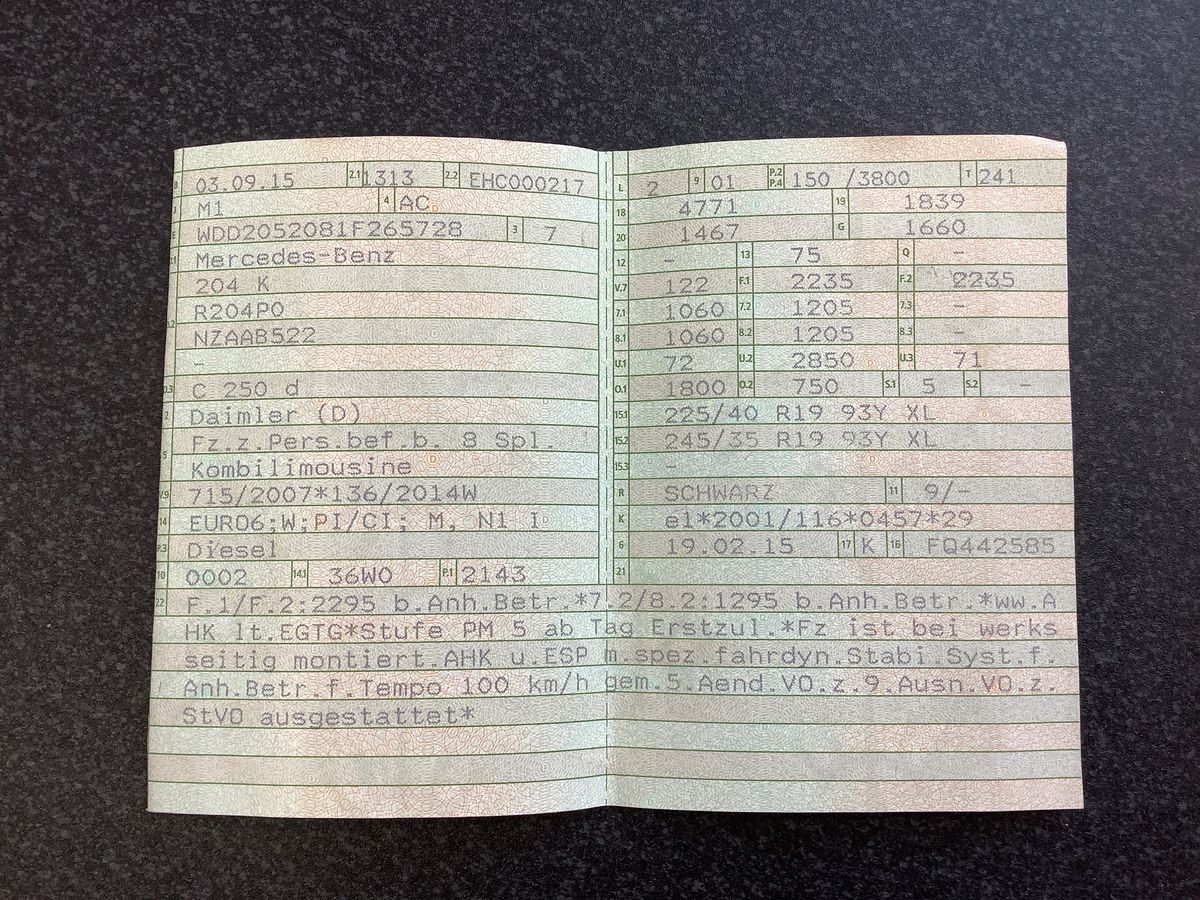 B 03.09.15 2.1 1313 2.2 EHC000217
J M1 4 AC
E WDD2052081F265728 3 7
Mercedes-Benz
204 K
R204P0
NZAAB522
–
C 250 d
2 Daimler (D)
Fz.z.Pers.bef.b. 8 Spl.
5 Kombilimousine
715/2007*136/2014W
14 EURO6;W;PI/CI; M, N1 I
P.3 Diesel
10 0002 14.1 36W0 P.1 2143
L 2 9 01 P.2 P.4 150 /3800 T 241
18 4771 19 1839
20 1467 G 1660
12 – 13 75 Q –
V.7 122 F.1 2235 F.2 2235
7.1 1060 7.2 1205 7.3 –
8.1 1060 8.2 1205 8.3 –
U.1 72 U.2 2850 U.3 71
O.1 1800 O.2 750 S.1 5 S.2 –
15.1 225/40 R19 93Y XL
15.2 245/35 R19 93Y XL
15.3 –
R SCHWARZ 11 9/–
K e1*2001/116*0457*29
6 19.02.15 17 K 16 FQ442585
21
22 F.1/F.2:2295 b.Anh.Betr.*7.2/8.2:1295 b.Anh.Betr.*ww.A
HK lt.EGTG*Stufe PM 5 ab Tag Erstzul.*Fz ist bei werks
seitig montiert.AHK u.ESP m.spez.fahrdyn.Stabi.Syst.f.
Anh.Betr.f.Tempo 100 km/h gem.5.Aend.VO.z.9.Ausn.VO.z.
StVO ausgestattet*